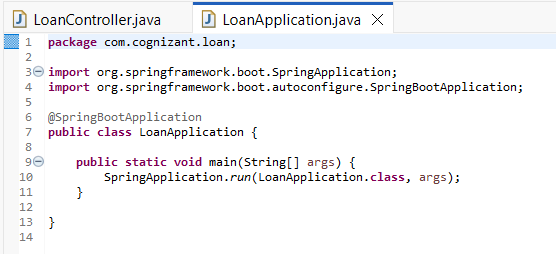 LoanController.java LoanApplication.java
1 package com.cognizant.loan;
2
3 import org.springframework.boot.SpringApplication;
4 import org.springframework.boot.autoconfigure.SpringBootApplication;
5
6 @SpringBootApplication
7 public class LoanApplication {
8
9     public static void main(String[] args) {
10         SpringApplication.run(LoanApplication.class, args);
11     }
12
13 }
14